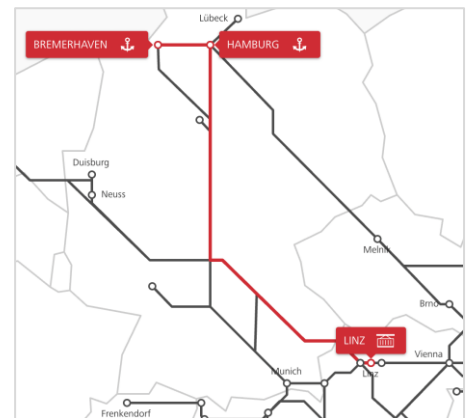 Lübeck
BREMERHAVEN
HAMBURG
Duisburg
Neuss
Melnik
Brno
LINZ
Vienna
Munich
Linz
Frenkendorf